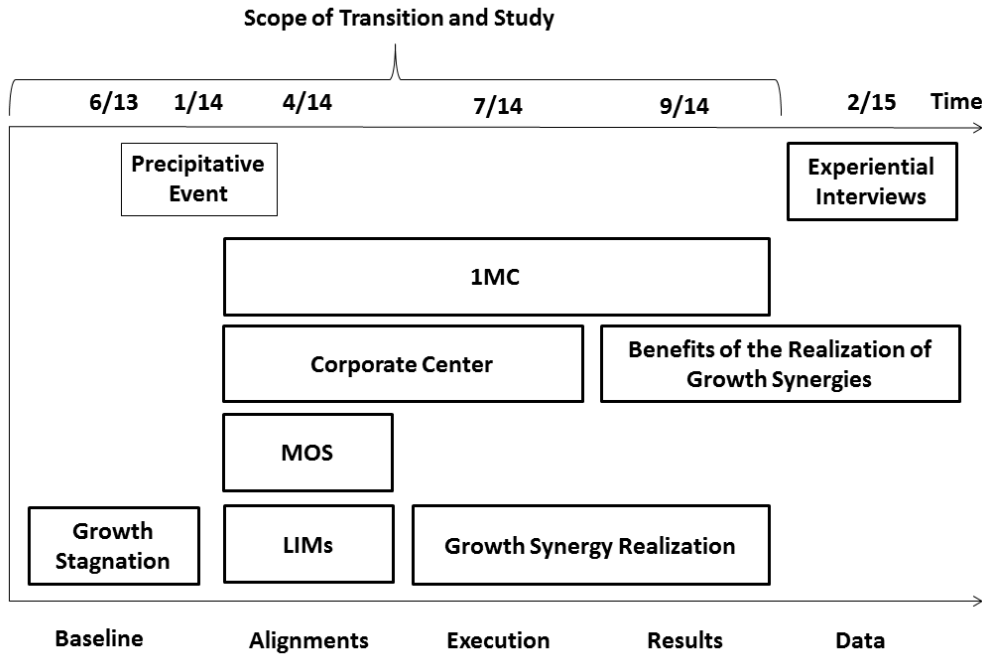 Scope of Transition and Study
6/13 1/14 4/14 7/14 9/14 2/15 Time
Precipitative
Event
Experiential
Interviews
1MC
Corporate Center
Benefits of the Realization of
Growth Synergies
MOS
Growth
Stagnation
LIMs
Growth Synergy Realization
Baseline Alignments Execution Results Data